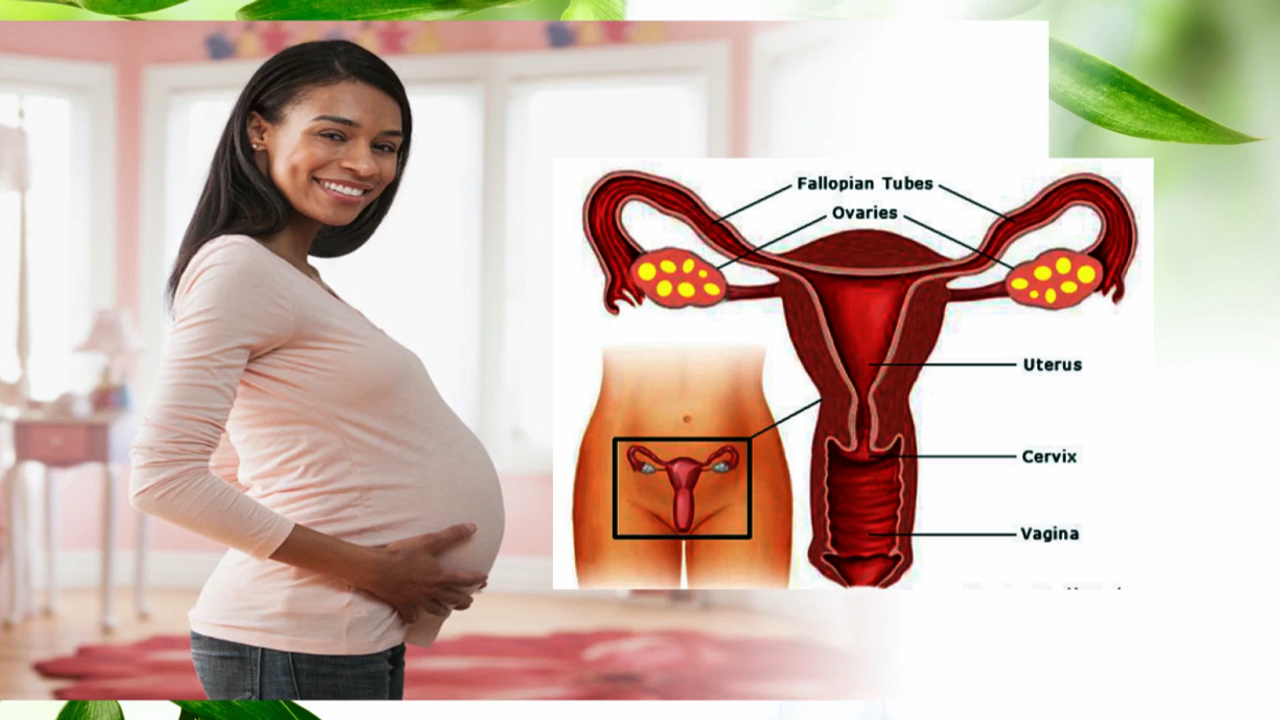 Fallopian Tubes
Ovaries
Uterus
Cervix
Vagina